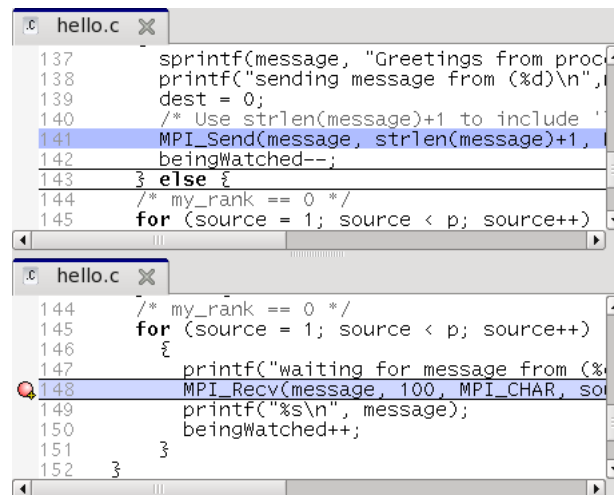 .c hello.c
137 sprintf(message, "Greetings from proc
138 printf("sending message from (%d)\n",
139 dest = 0;
140 /* Use strlen(message)+1 to include '
141 MPI_Send(message, strlen(message)+1,
142 beingWatched--;
143 } else {
144 /* my_rank == 0 */
145 for (source = 1; source < p; source++)
.c hello.c
144 /* my_rank == 0 */
145 for (source = 1; source < p; source++)
146 {
147 printf("waiting for message from (%
148 MPI_Recv(message, 100, MPI_CHAR, sou
149 printf("%s\n", message);
150 beingWatched++;
151 }
152 }